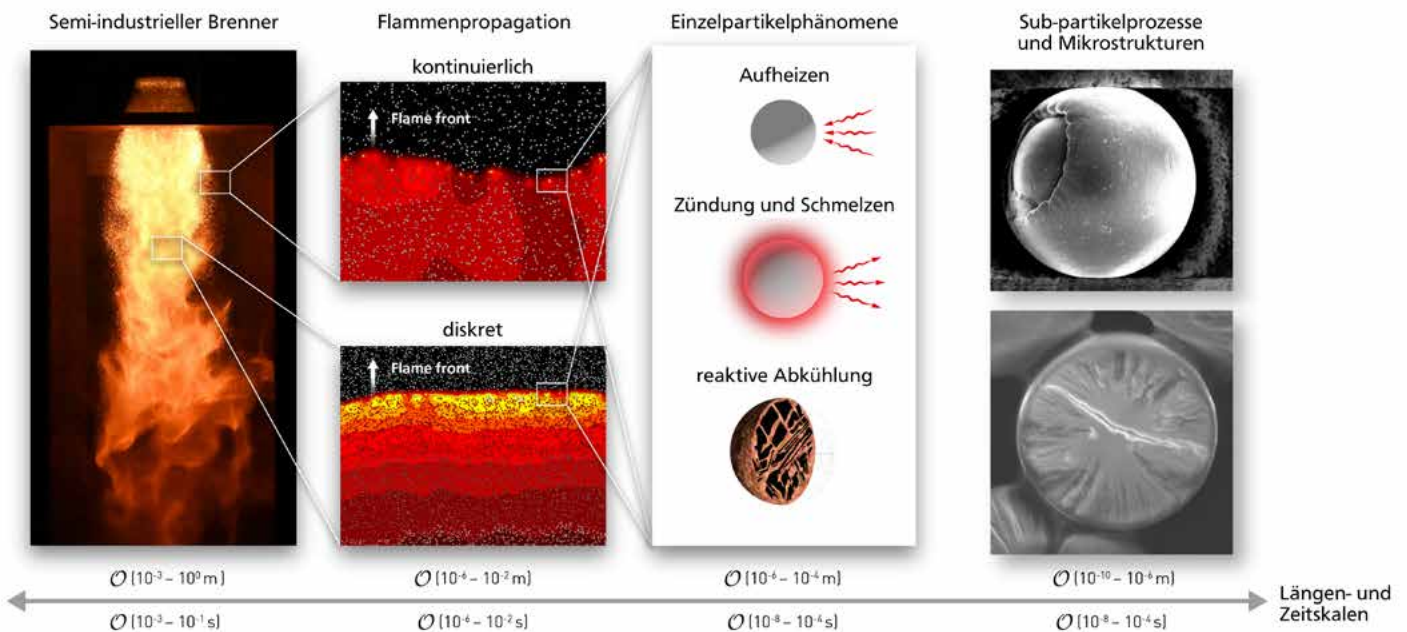 Semi-industrieller Brenner
Flammenpropagation
Einzelpartikelphänomene
Sub-partikelprozesse
und Mikrostrukturen
kontinuierlich
Flame front
diskret
Flame front
Aufheizen
Zündung und Schmelzen
reaktive Abkühlung
𝒪 (10⁻³ – 10⁰ m)
𝒪 (10⁻⁶ – 10⁻² m)
𝒪 (10⁻⁶ – 10⁻⁴ m)
𝒪 (10⁻¹⁰ – 10⁻⁶ m)
Längen- und
Zeitskalen
𝒪 (10⁻³ – 10⁻¹ s)
𝒪 (10⁻⁶ – 10⁻² s)
𝒪 (10⁻⁸ – 10⁻⁴ s)
𝒪 (10⁻⁸ – 10⁻⁴ s)